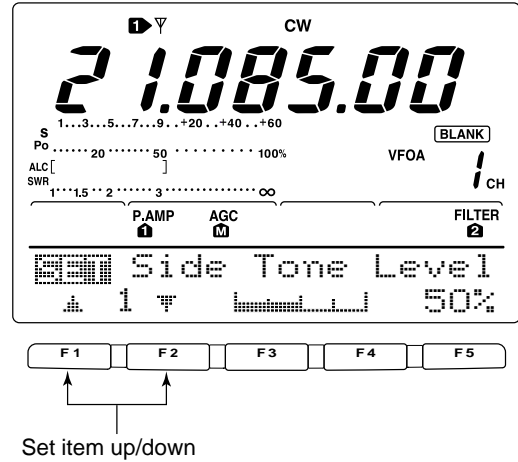 1 CW
21.085.00
S 1...3...5...7...9..+20..+40..+60
Po ...... 20 ...... 50 ......... 100%
ALC [ ]
SWR 1...1.5..2 ...... 3 ............... ∞
BLANK
VFOA 1 CH
P.AMP AGC FILTER
1 M 2
SET Side Tone Level
1 50%
F1 F2 F3 F4 F5
Set item up/down